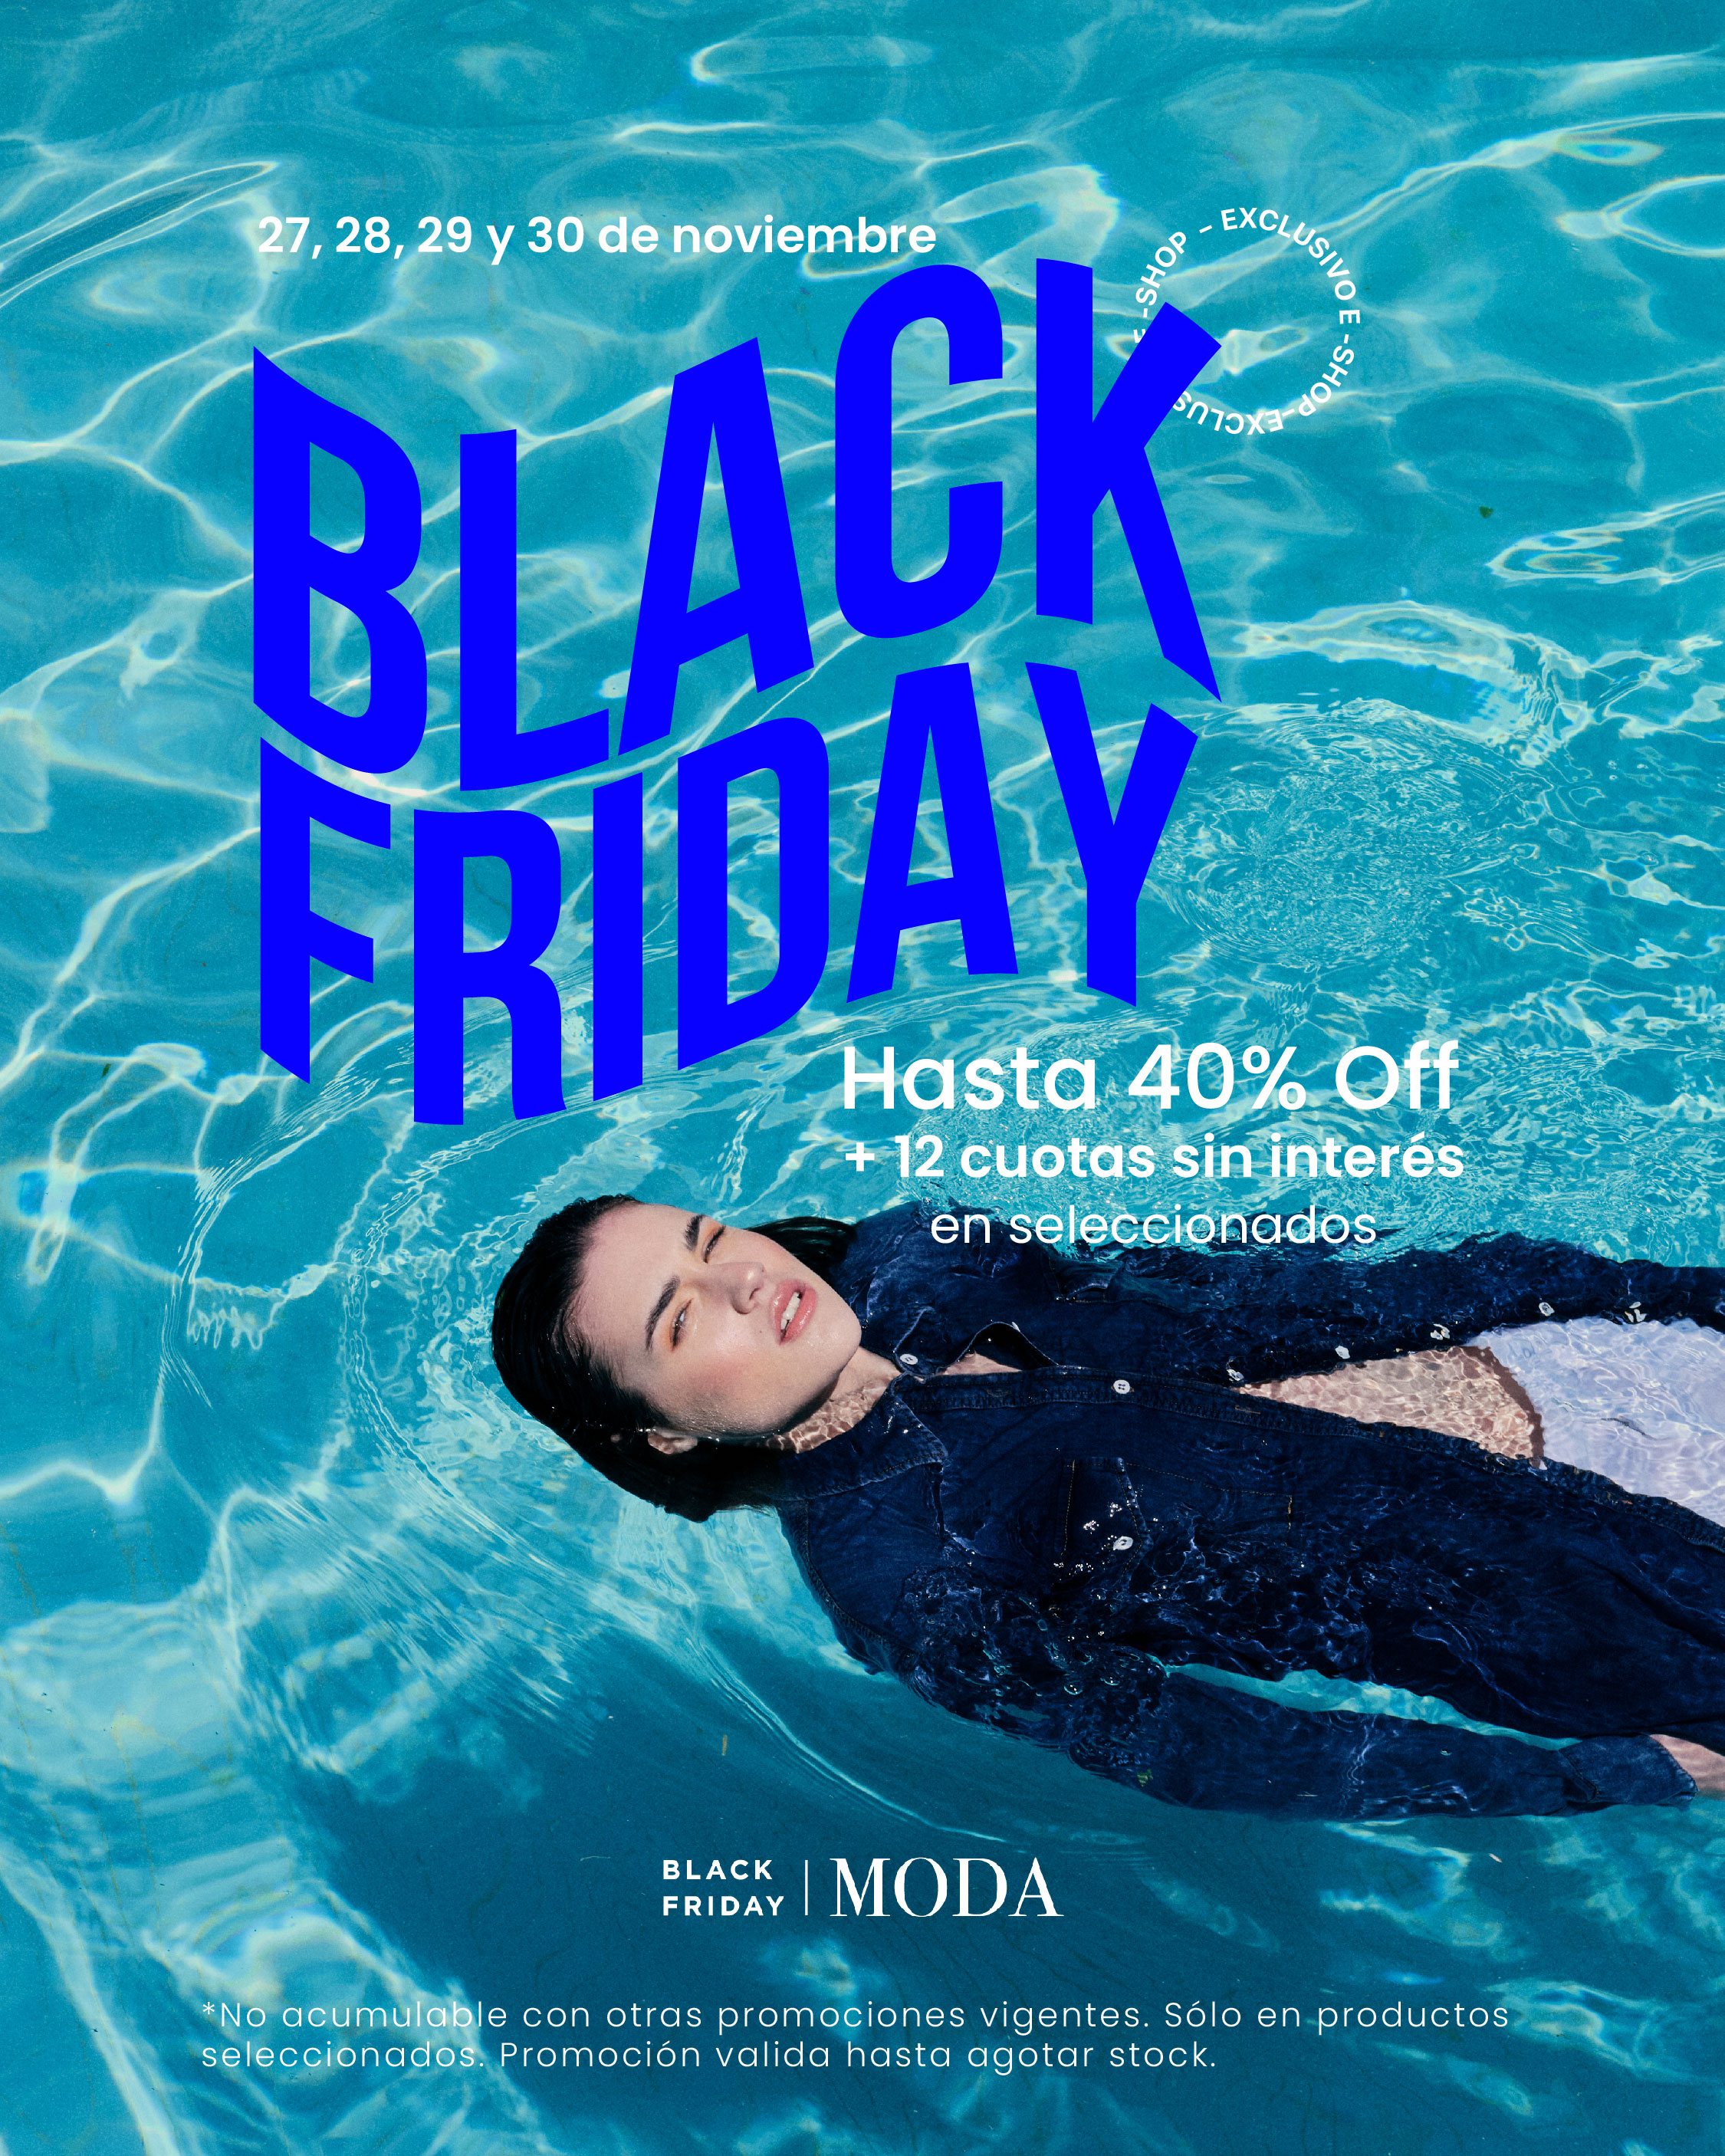 27, 28, 29 y 30 de noviembre
EXCLUSIVO E - SHOP - EXCLUS E - SHOP -
BLACK
FRIDAY
Hasta 40% Off
+ 12 cuotas sin interés
en seleccionados
BLACK
FRIDAY | MODA
*No acumulable con otras promociones vigentes. Sólo en productos
seleccionados. Promoción valida hasta agotar stock.